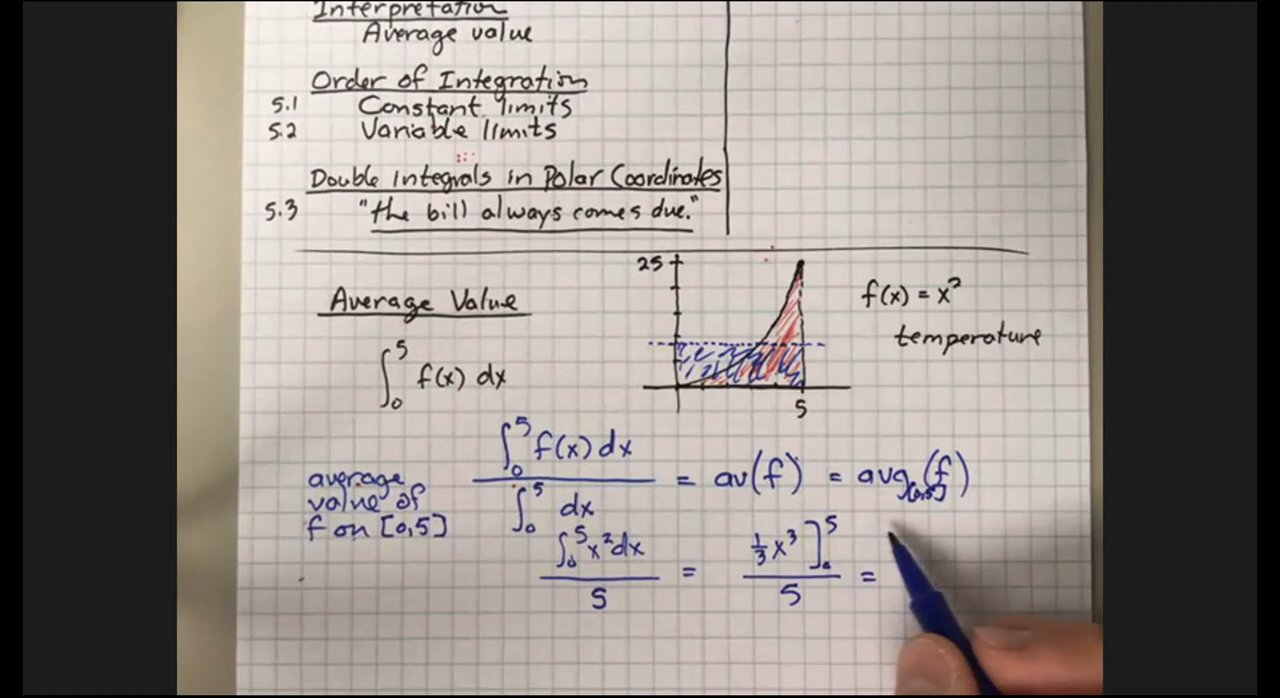 Interpretation
Average value
Order of Integration
5.1 Constant limits
5.2 Variable limits
Double Integrals in Polar Coordinates
5.3 "the bill always comes due."
25
5
f(x) = x²
temperature
Average Value
∫₀⁵ f(x) dx
average value of f on [0,5]
∫₀⁵ f(x) dx / ∫₀⁵ dx = av(f) = avg[0,5](f)
∫₀⁵ x² dx / 5 = ⅓x³]₀⁵ / 5 =